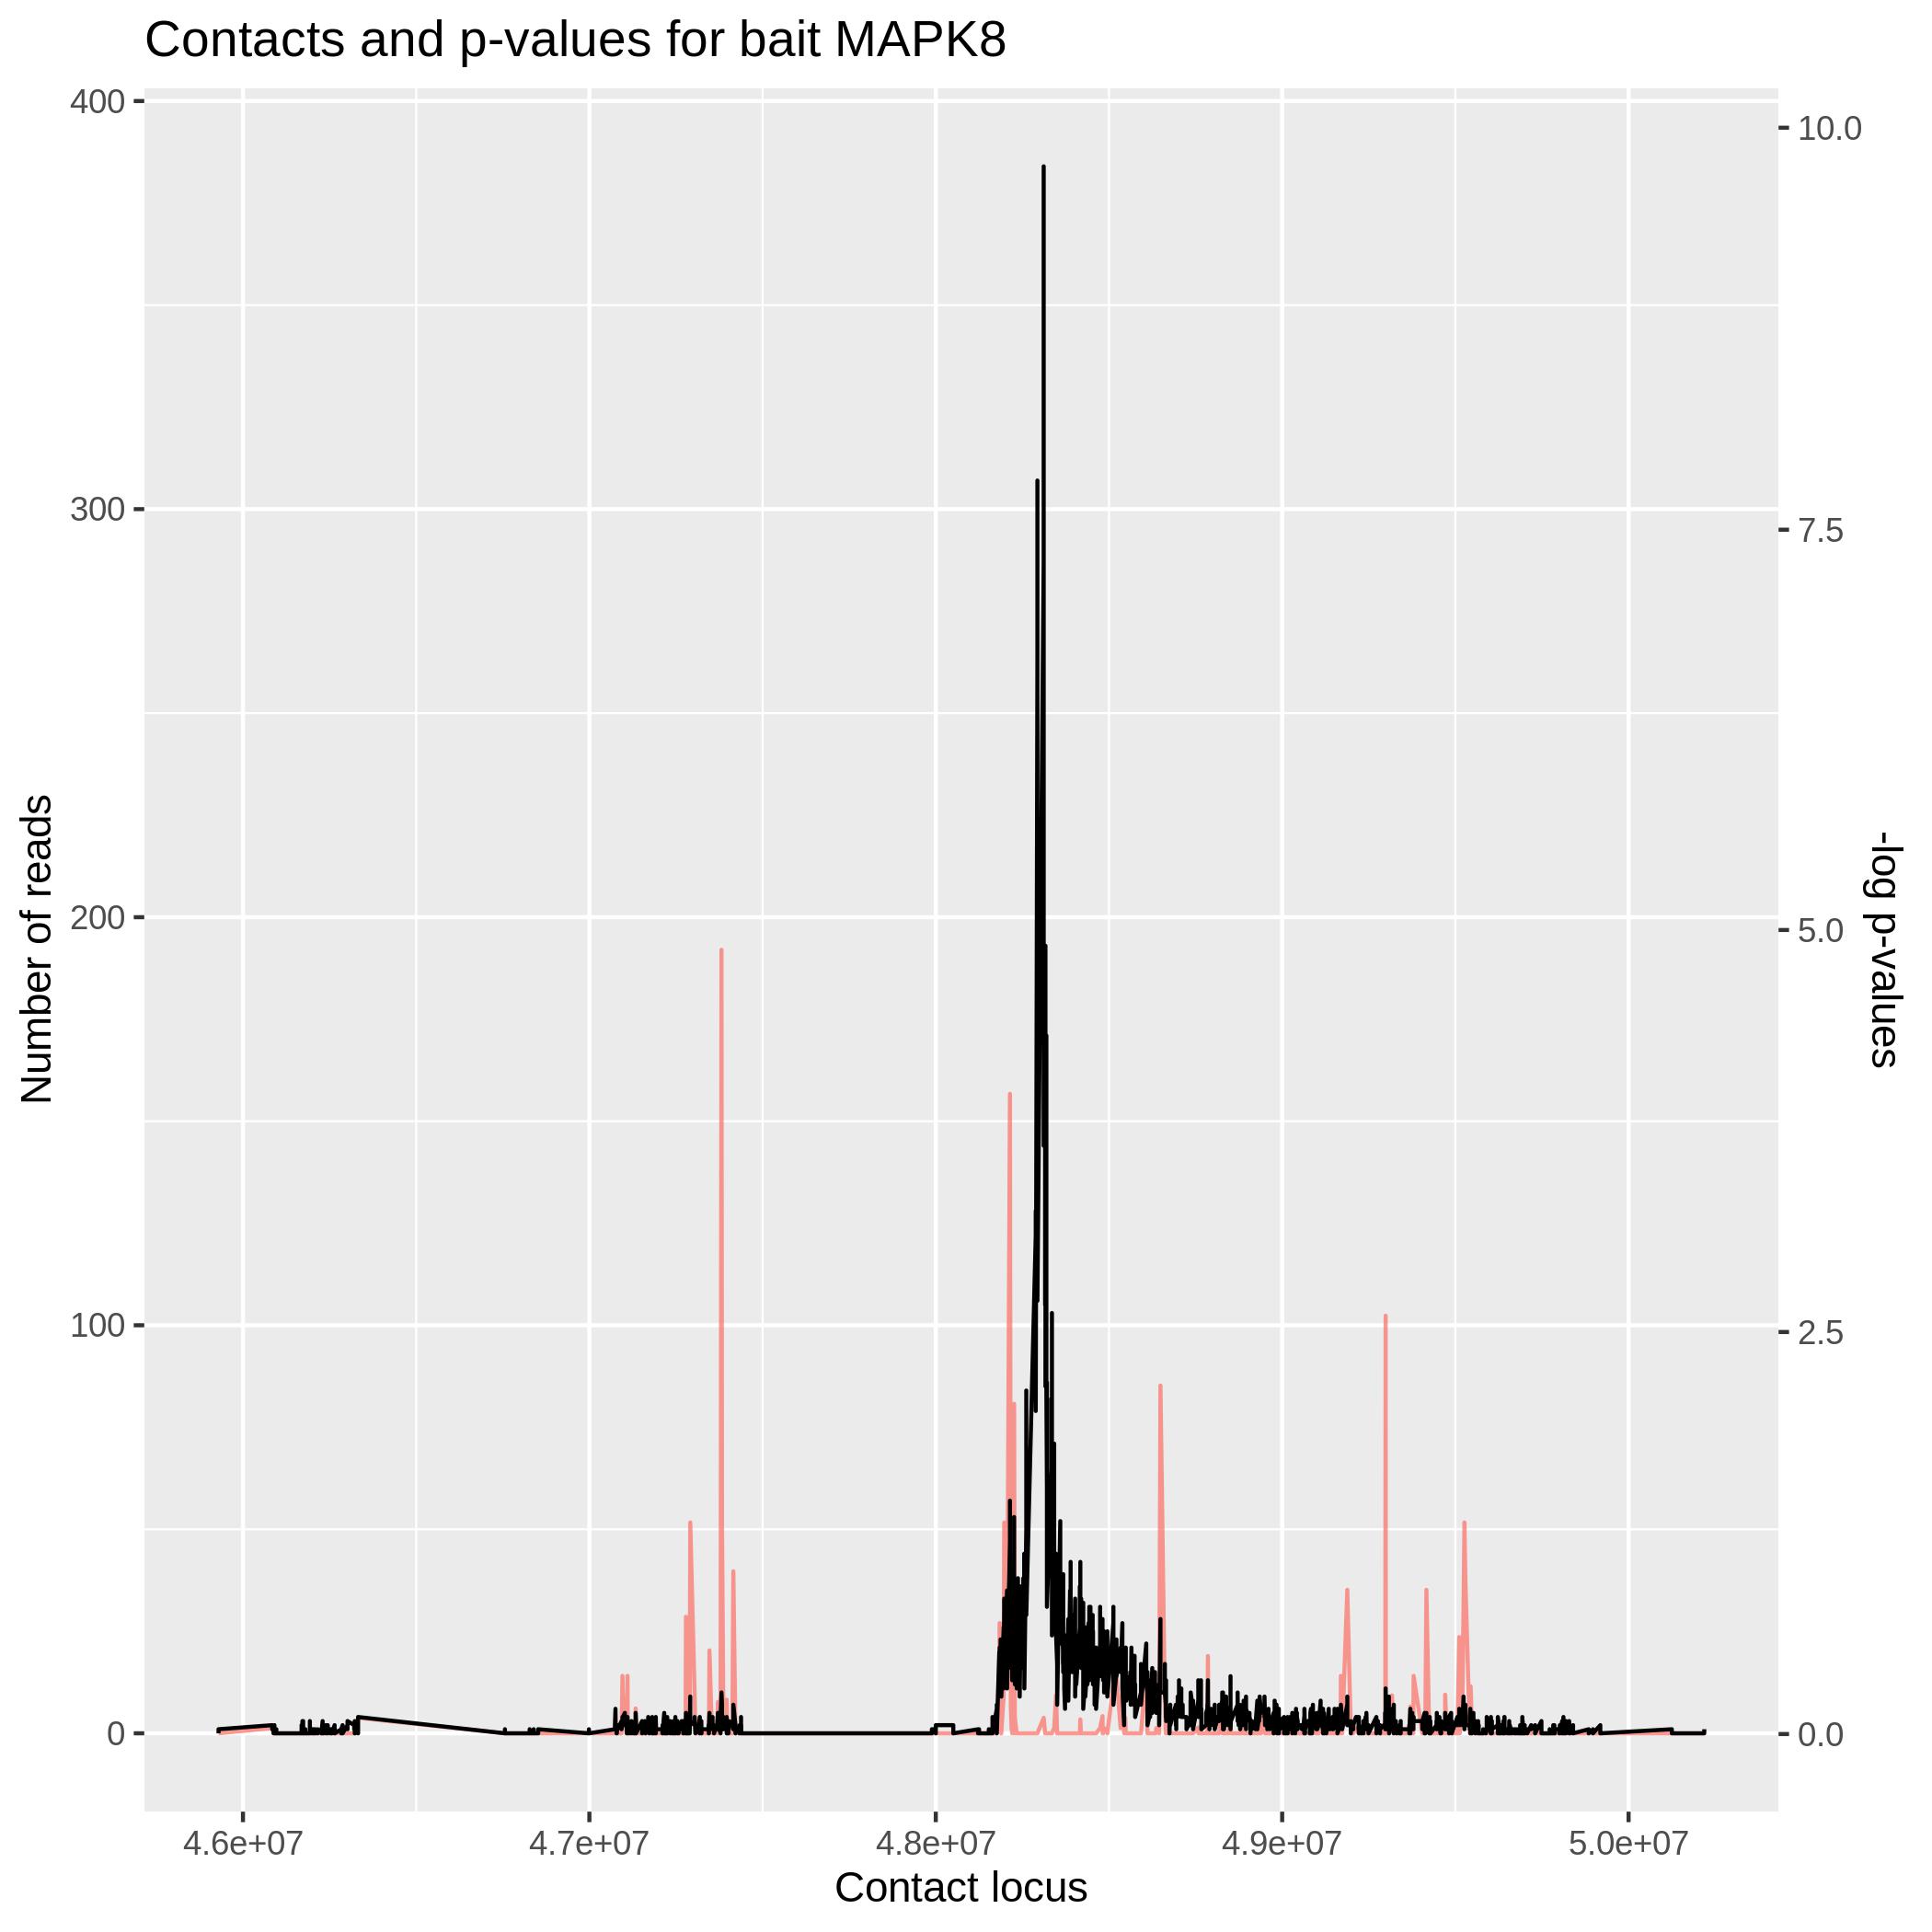 Contacts and p-values for bait MAPK8
400
300
200
100
0
Number of reads
10.0
7.5
5.0
2.5
0.0
-log p-values
4.6e+07
4.7e+07
4.8e+07
4.9e+07
5.0e+07
Contact locus